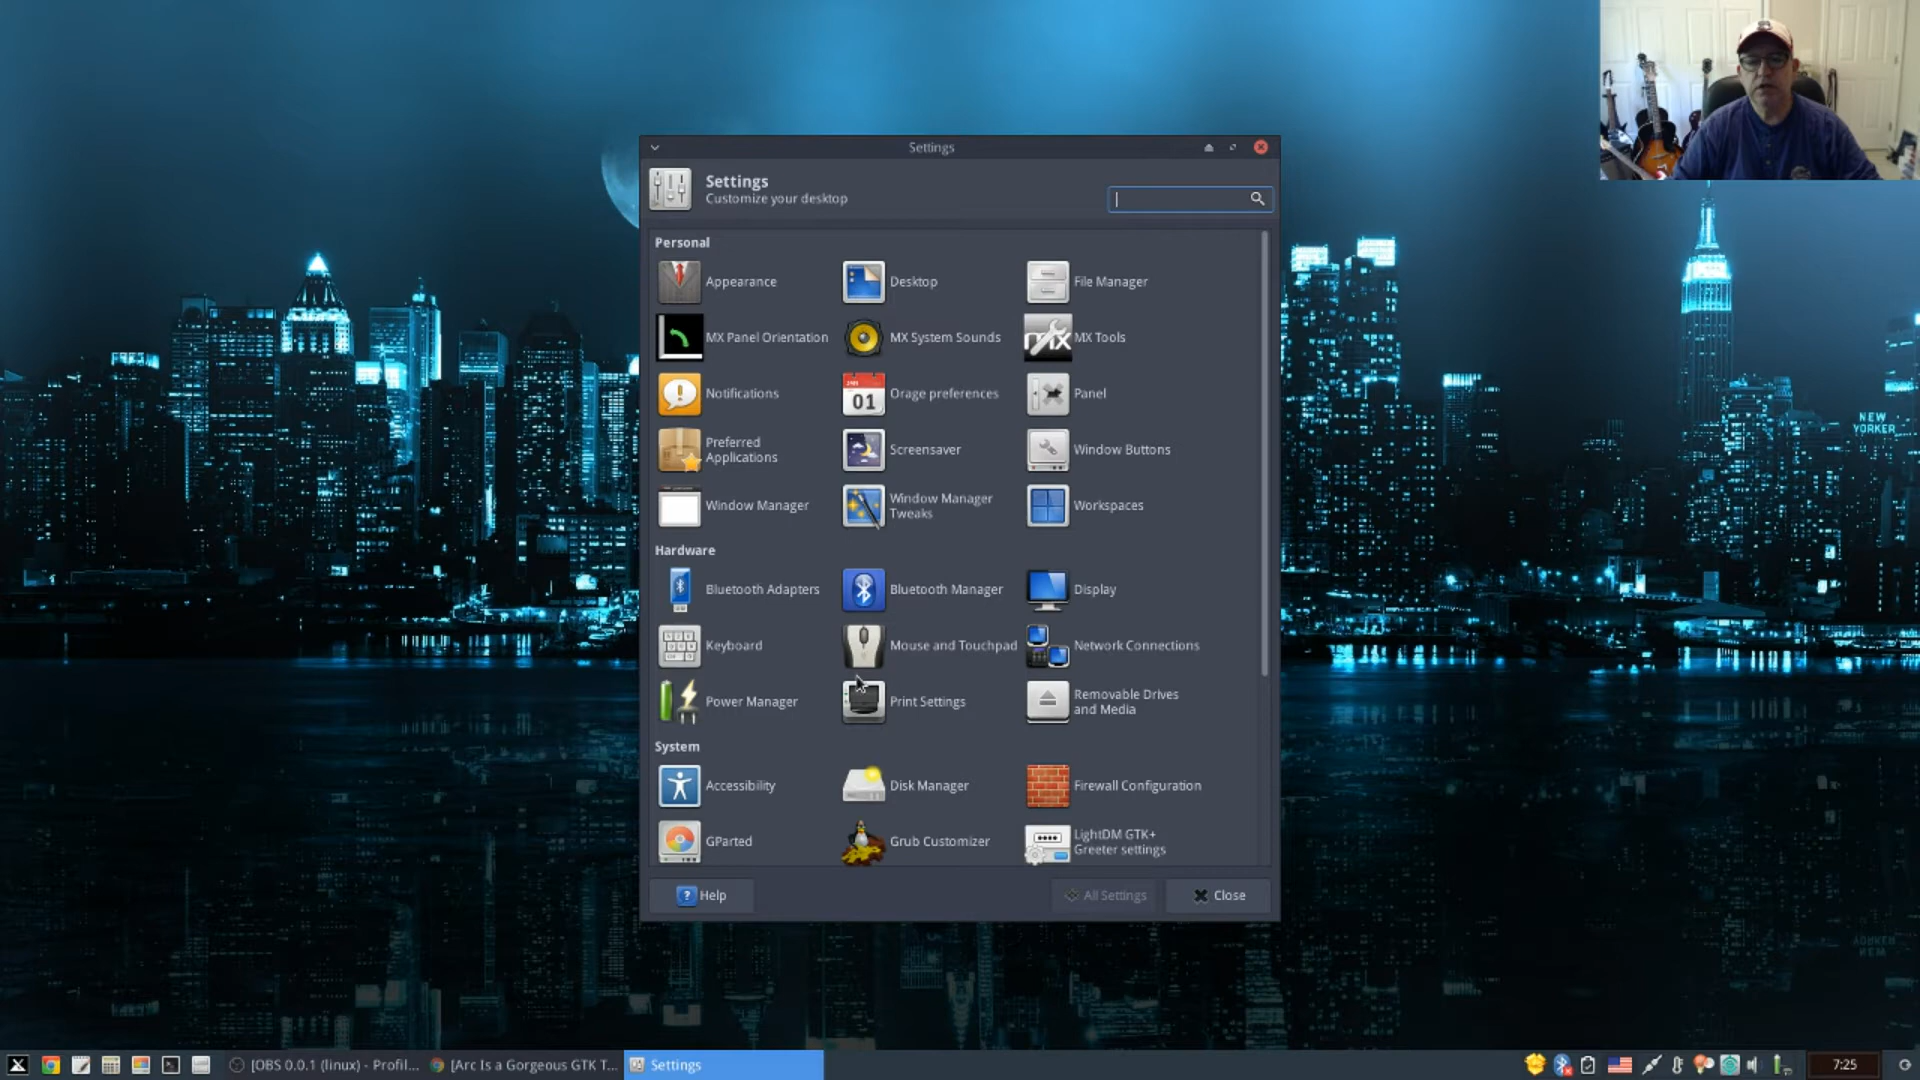 Settings
Settings
Customize your desktop
Personal
Appearance
Desktop
File Manager
MX Panel Orientation
MX System Sounds
MX Tools
Notifications
01
Orage preferences
Panel
Preferred
Applications
Screensaver
Window Buttons
Window Manager
Window Manager
Tweaks
Workspaces
Hardware
Bluetooth Adapters
Bluetooth Manager
Display
Keyboard
Mouse and Touchpad
Network Connections
Power Manager
Print Settings
Removable Drives
and Media
System
Accessibility
Disk Manager
Firewall Configuration
GParted
Grub Customizer
LightDM GTK+
Greeter settings
Help
All Settings
Close
NEW
YORKER
[OBS 0.0.1 (linux) - Profil...
[Arc Is a Gorgeous GTK T...
Settings
7:25